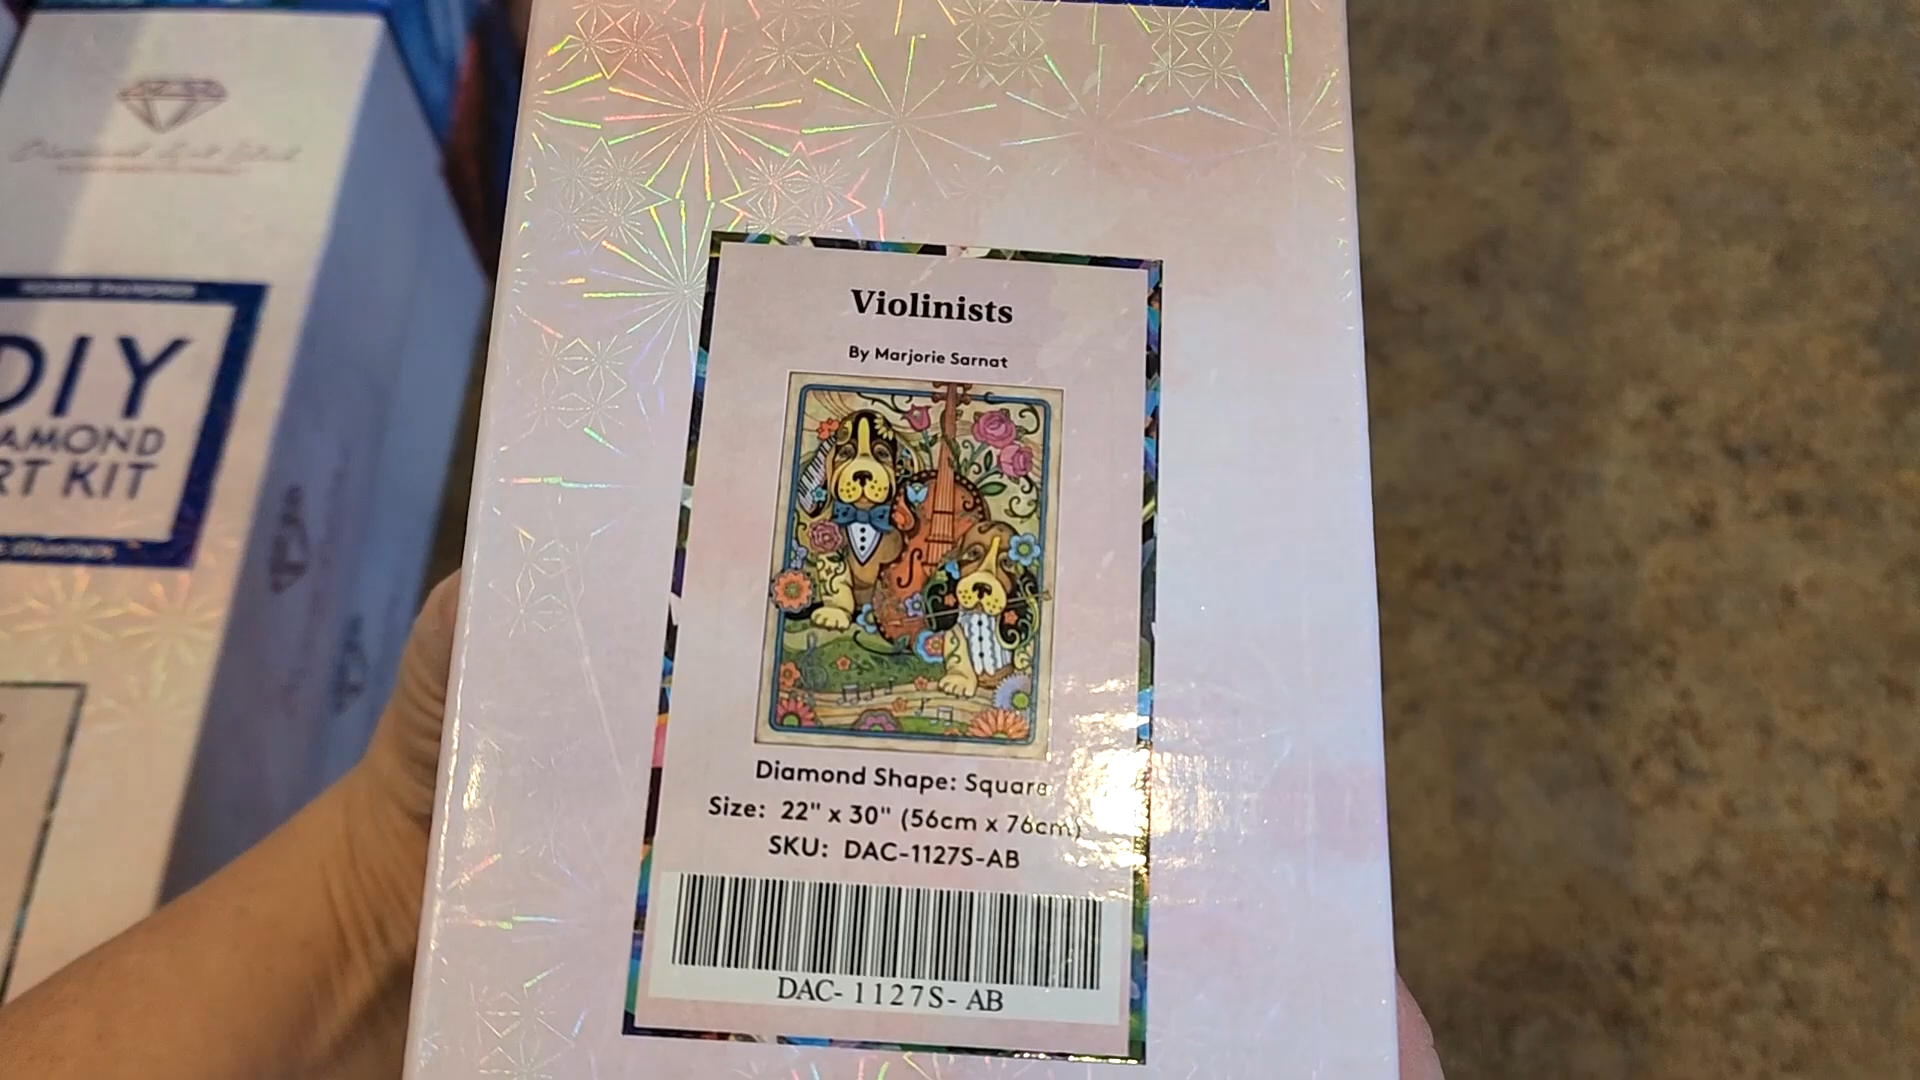 DIY
AMOND
RT KIT
Violinists
By Marjorie Sarnat
Diamond Shape: Square
Size: 22" x 30" (56cm x 76cm)
SKU: DAC-1127S-AB
DAC- 1127S- AB